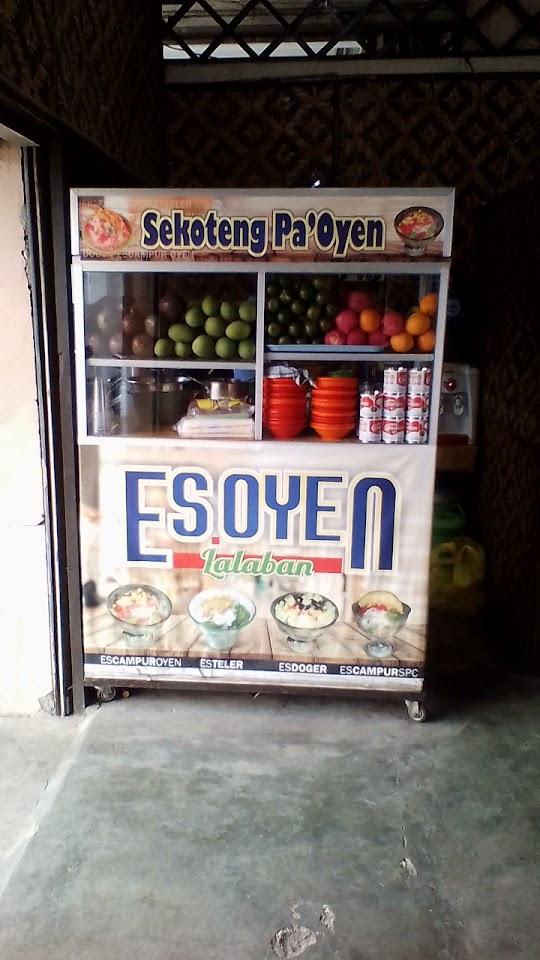 Sekoteng Pa'Oyen
ES.OYEN
Lalaban
ESCAMPUROYEN ESTELER ESDOGER ESCAMPURSPC